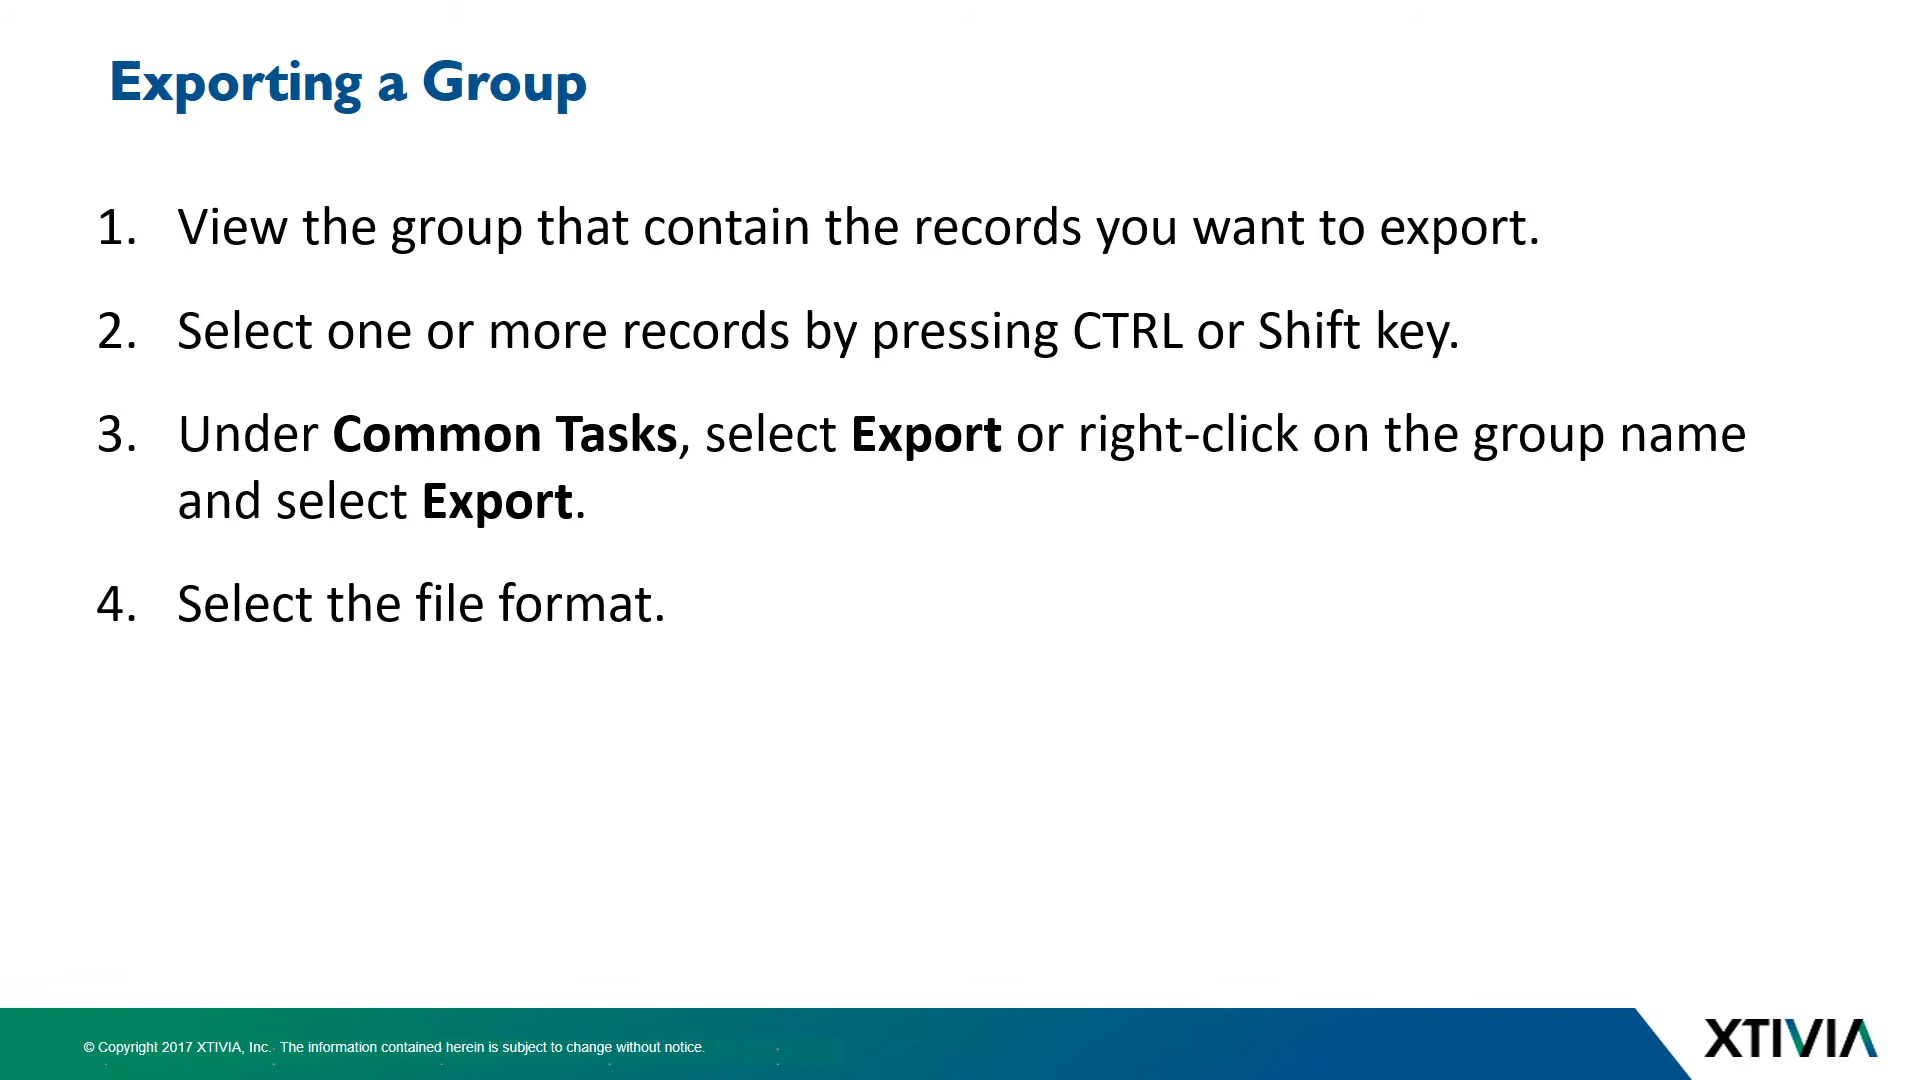 Exporting a Group
1. View the group that contain the records you want to export.
2. Select one or more records by pressing CTRL or Shift key.
3. Under Common Tasks, select Export or right-click on the group name
and select Export.
4. Select the file format.
© Copyright 2017 XTIVIA, Inc. The information contained herein is subject to change without notice.
XTIVIA